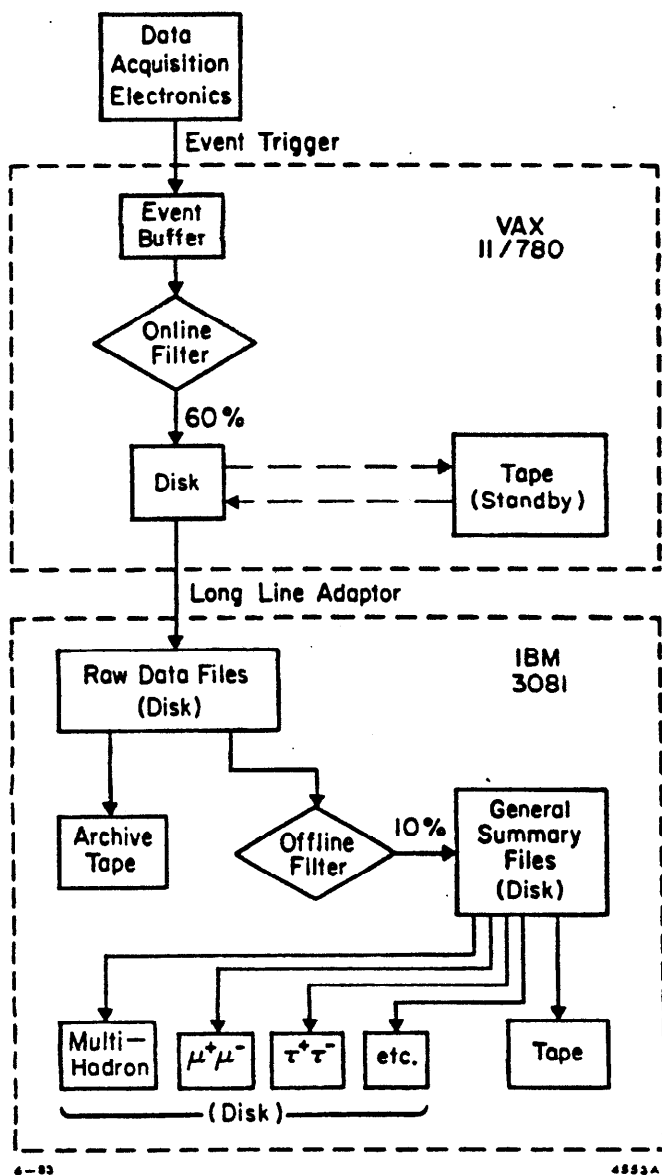 Data
Acquisition
Electronics
Event Trigger
Event
Buffer
VAX
11/780
Online
Filter
60%
Disk
Tape
(Standby)
Long Line Adaptor
Raw Data Files
(Disk)
IBM
3081
Archive
Tape
Offline
Filter
10%
General
Summary
Files
(Disk)
Multi-
Hadron
μ⁺μ⁻
τ⁺τ⁻
etc.
Tape
(Disk)
6-83
4553A